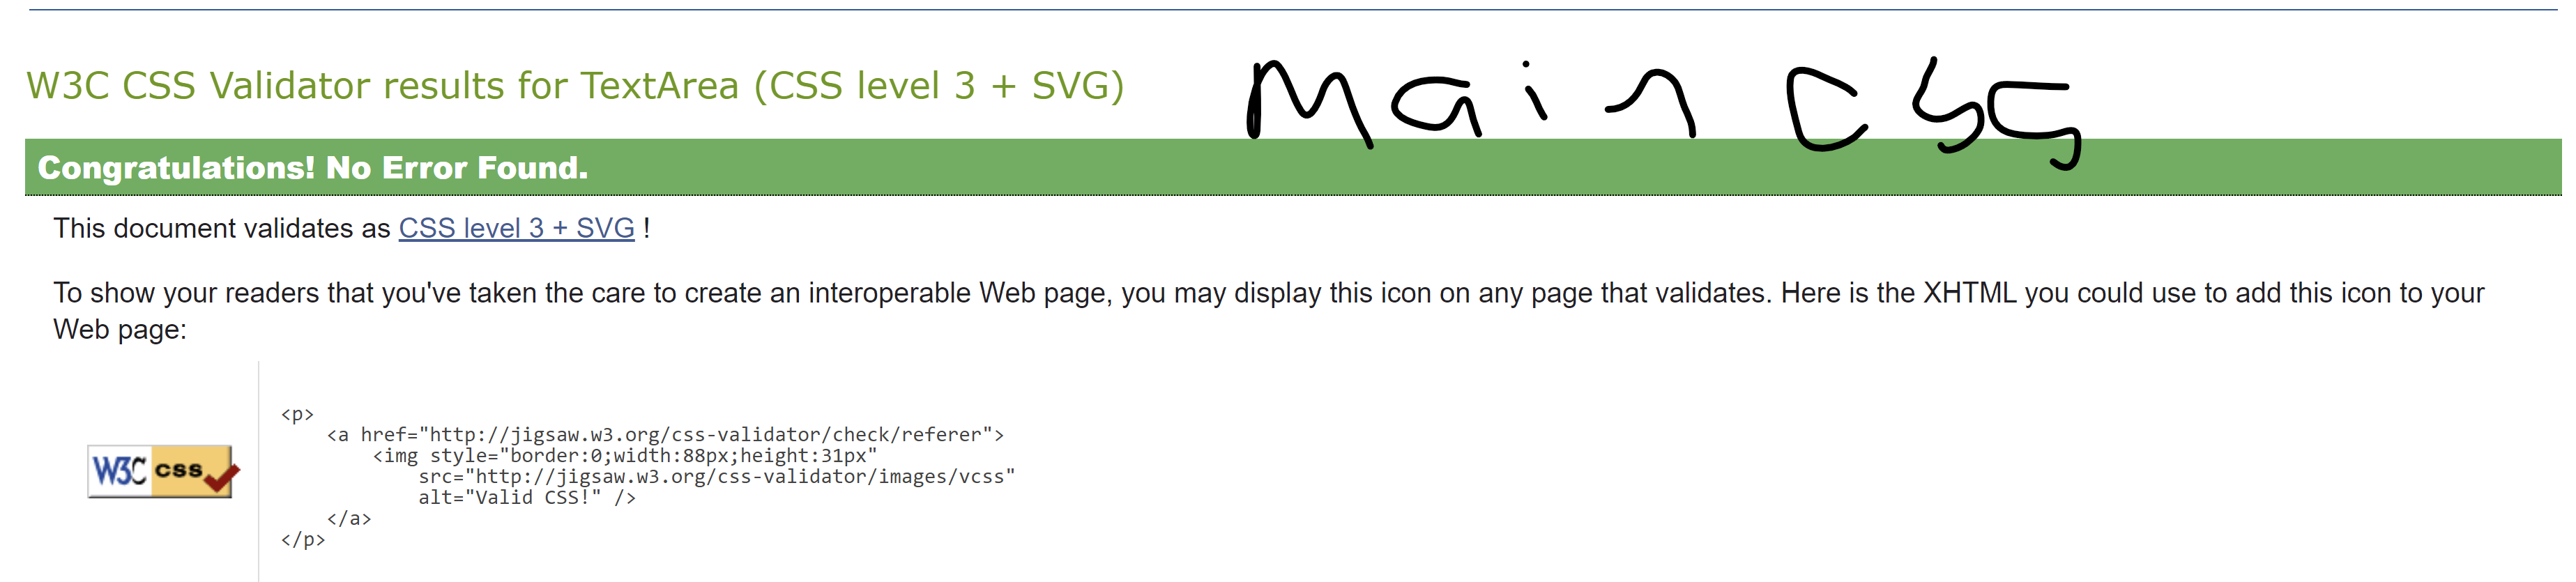 W3C CSS Validator results for TextArea (CSS level 3 + SVG)
Main CSS
Congratulations! No Error Found.
This document validates as CSS level 3 + SVG !
To show your readers that you've taken the care to create an interoperable Web page, you may display this icon on any page that validates. Here is the XHTML you could use to add this icon to your
Web page:
W3C css
<p>
<a href="http://jigsaw.w3.org/css-validator/check/referer">
<img style="border:0;width:88px;height:31px"
src="http://jigsaw.w3.org/css-validator/images/vcss"
alt="Valid CSS!" />
</a>
</p>